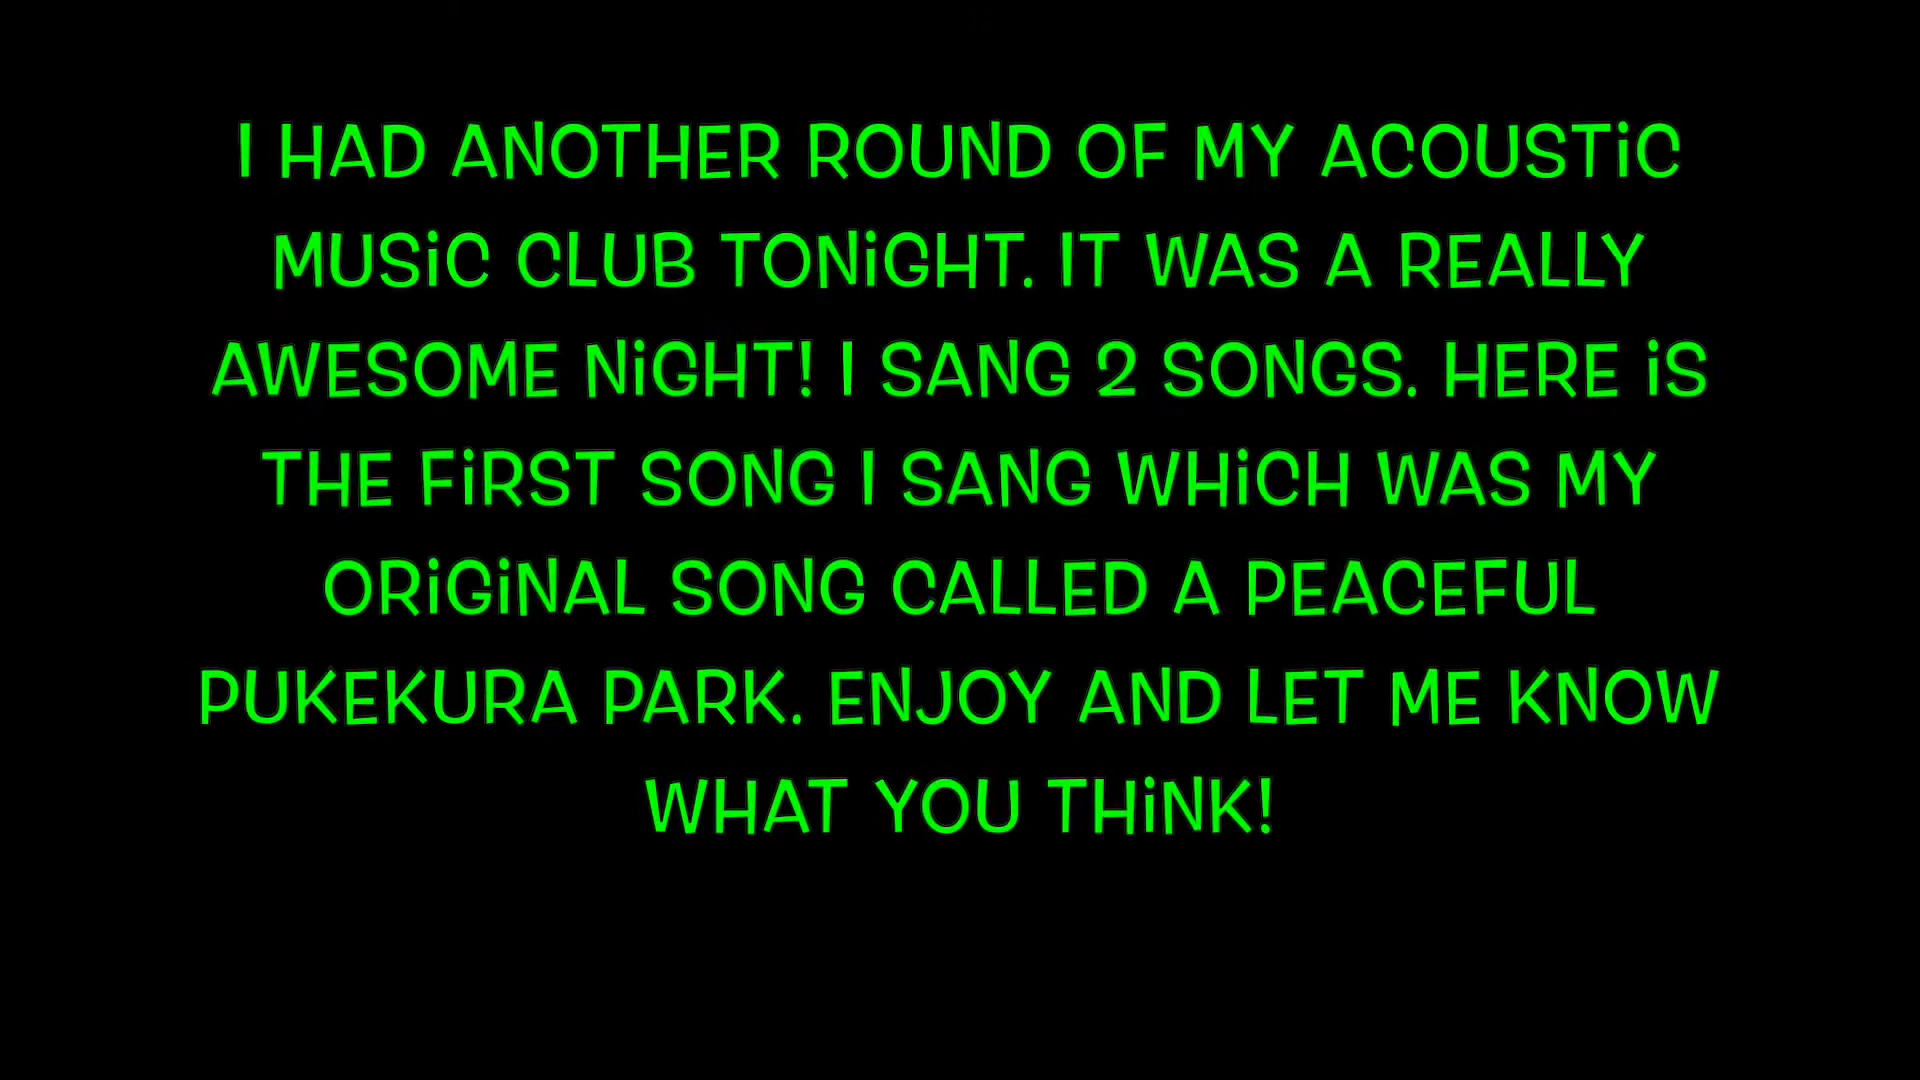 I HAD ANOTHER ROUND OF MY ACOUSTiC
MUSiC CLUB TONiGHT. IT WAS A REALLY
AWESOME NiGHT! I SANG 2 SONGS. HERE iS
THE FiRST SONG I SANG WHiCH WAS MY
ORiGiNAL SONG CALLED A PEACEFUL
PUKEKURA PARK. ENJOY AND LET ME KNOW
WHAT YOU THiNK!